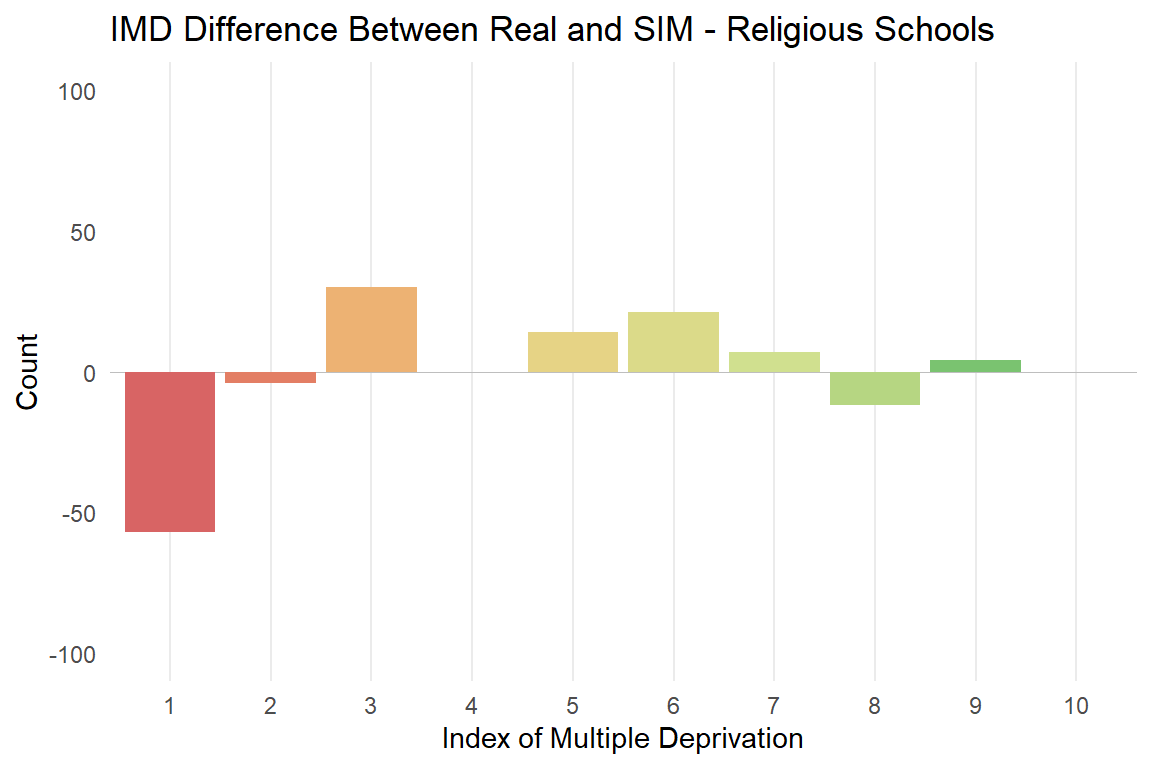 IMD Difference Between Real and SIM - Religious Schools
100
50
0
-50
-100
Count
1 2 3 4 5 6 7 8 9 10
Index of Multiple Deprivation